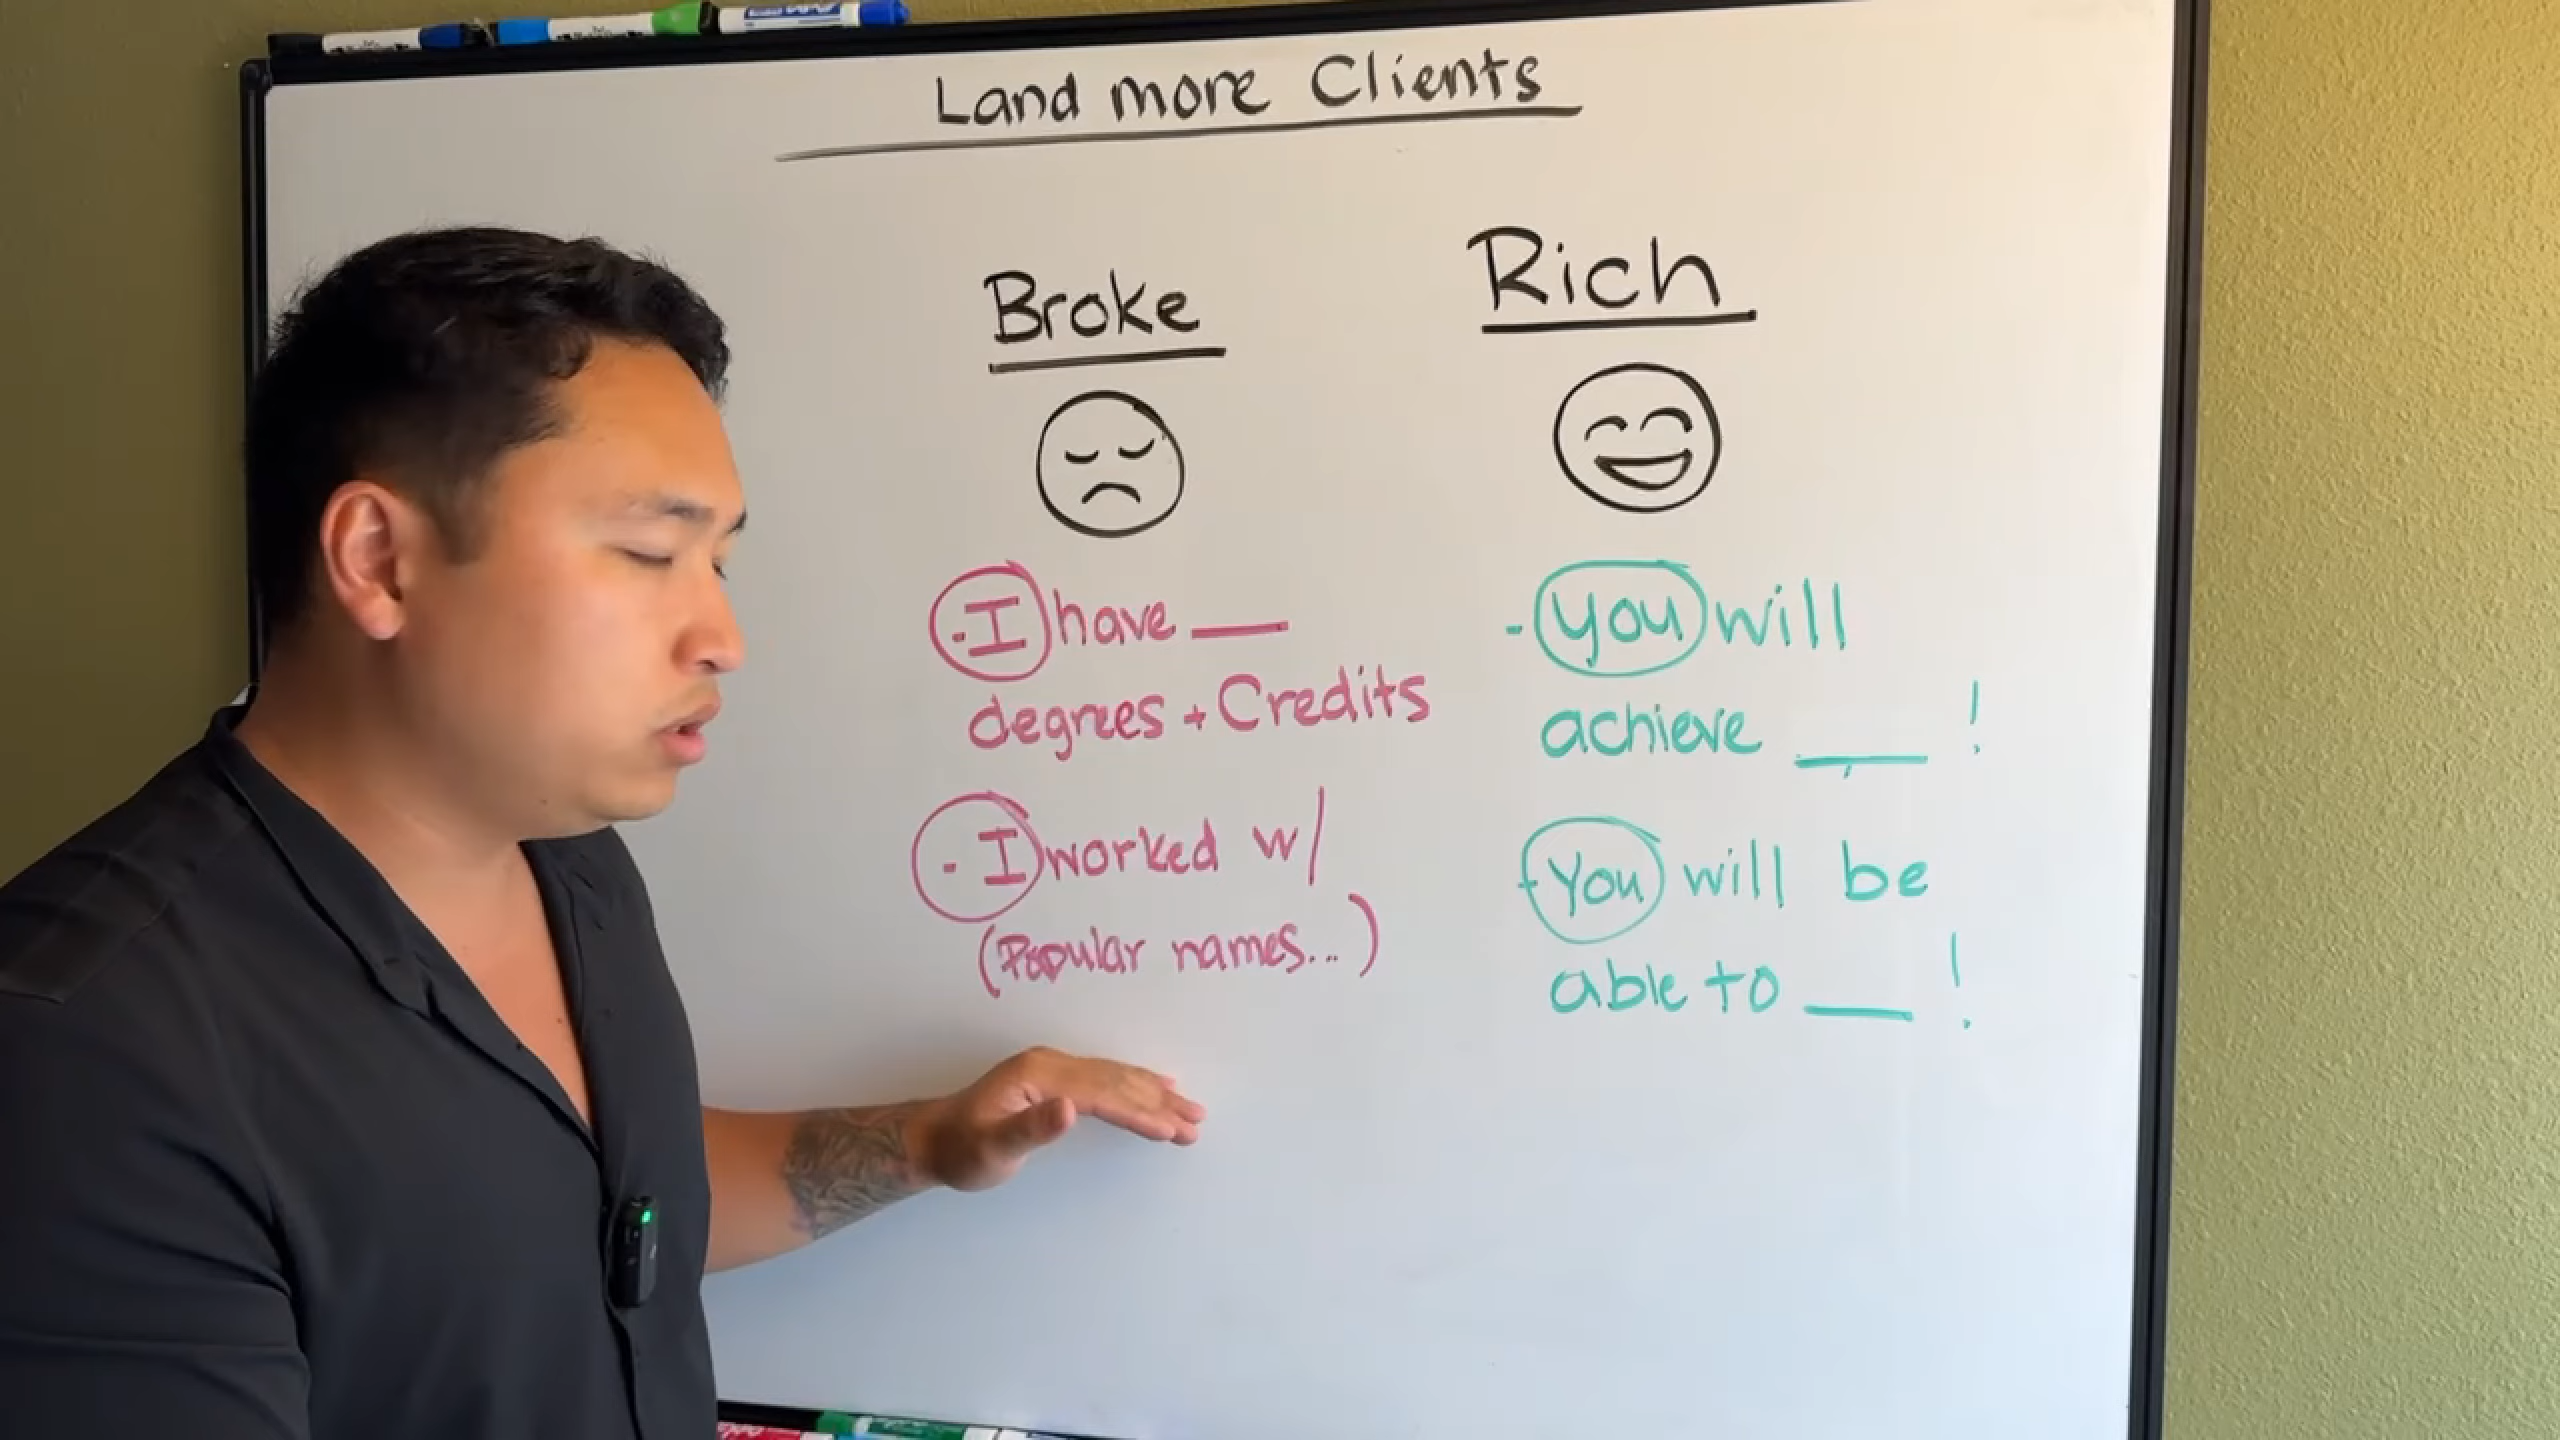 Land more Clients
Broke
Rich
- I have ___
degrees + Credits
- I worked w/
(Popular names...)
- You will
achieve ___ !
- You will be
able to ___ !